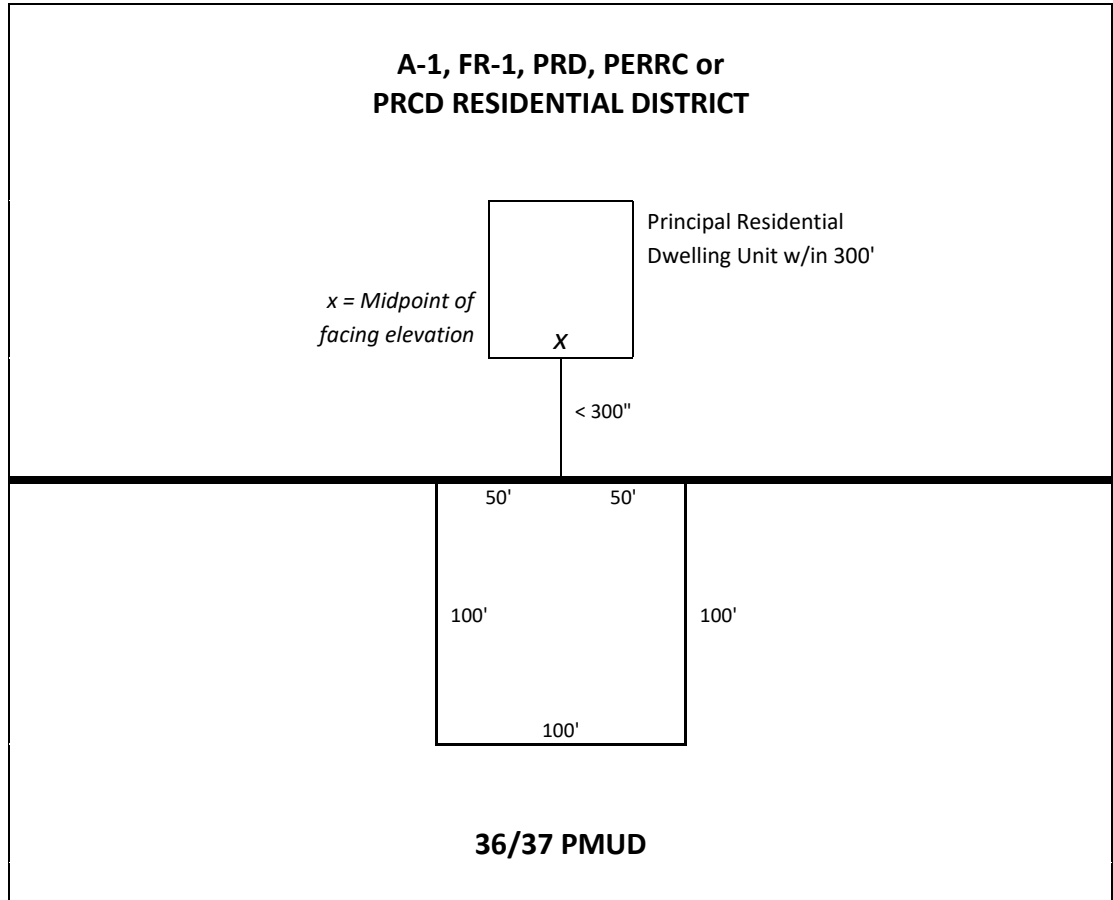 A-1, FR-1, PRD, PERRC or
PRCD RESIDENTIAL DISTRICT
Principal Residential
Dwelling Unit w/in 300'
x = Midpoint of
facing elevation
x
< 300"
50' 50'
100' 100'
100'
36/37 PMUD